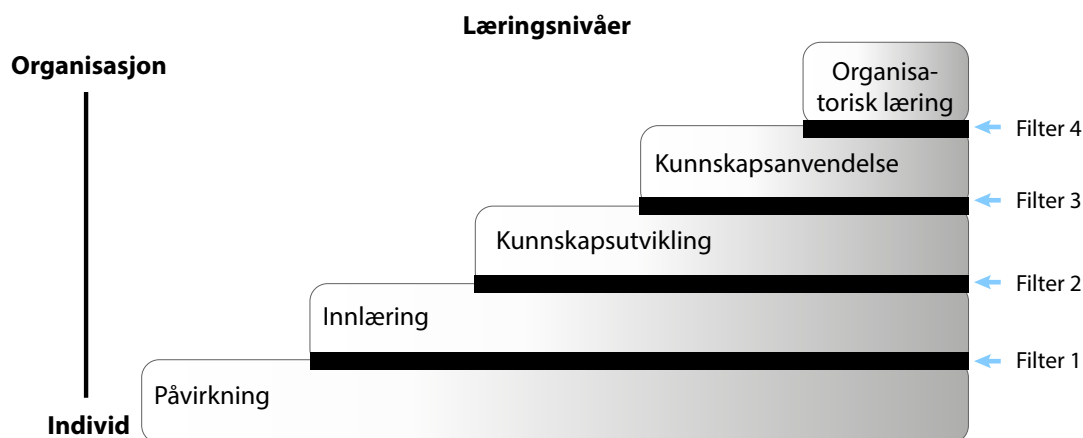 Læringsnivåer
Organisasjon
Organisa-
torisk læring
Filter 4
Kunnskapsanvendelse
Filter 3
Kunnskapsutvikling
Filter 2
Innlæring
Filter 1
Påvirkning
Individ